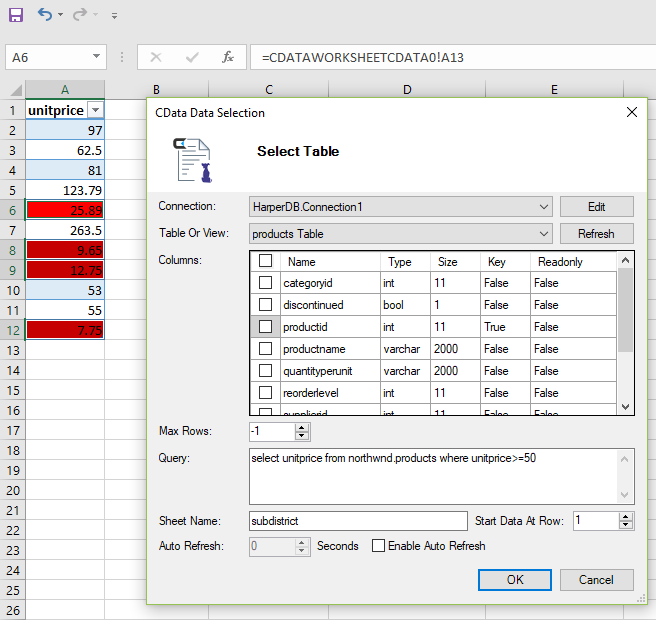 A6
fx
=CDATAWORKSHEETCDATA0!A13
A B C D E
1 unitprice
2 97
3 62.5
4 81
5 123.79
6 25.89
7 263.5
8 9.65
9 12.75
10 53
11 55
12 7.75
13
14
15
16
17
18
19
20
21
22
23
24
25
26
CData Data Selection
Select Table
Connection: HarperDB.Connection1 Edit
Table Or View: products Table Refresh
Columns: Name Type Size Key Readonly
categoryid int 11 False False
discontinued bool 1 False False
productid int 11 True False
productname varchar 2000 False False
quantityperunit varchar 2000 False False
reorderlevel int 11 False False
supplierid int 11 False False
Max Rows: -1
Query: select unitprice from northwnd.products where unitprice>=50
Sheet Name: subdistrict Start Data At Row: 1
Auto Refresh: 0 Seconds Enable Auto Refresh
OK Cancel